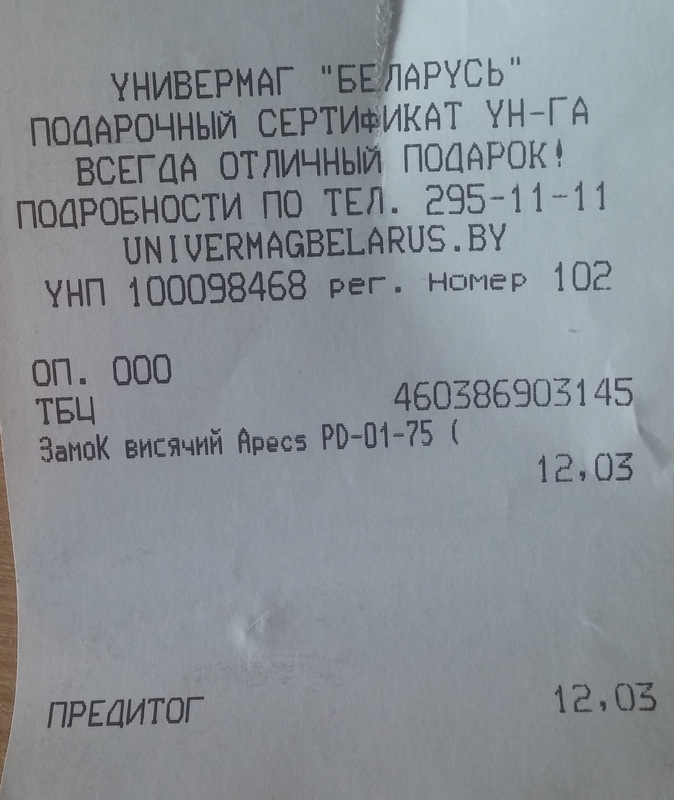 УНИВЕРМАГ "БЕЛАРУСЬ"
ПОДАРОЧНЫЙ СЕРТИФИКАТ УН-ГА
ВСЕГДА ОТЛИЧНЫЙ ПОДАРОК!
ПОДРОБНОСТИ ПО ТЕЛ. 295-11-11
UNIVERMAGBELARUS.BY
УНП 100098468 рег. номер 102
ОП. 000
ТБЦ 460386903145
Замок висячий Apecs PD-01-75 (
12,03
ПРЕДИТОГ 12,03